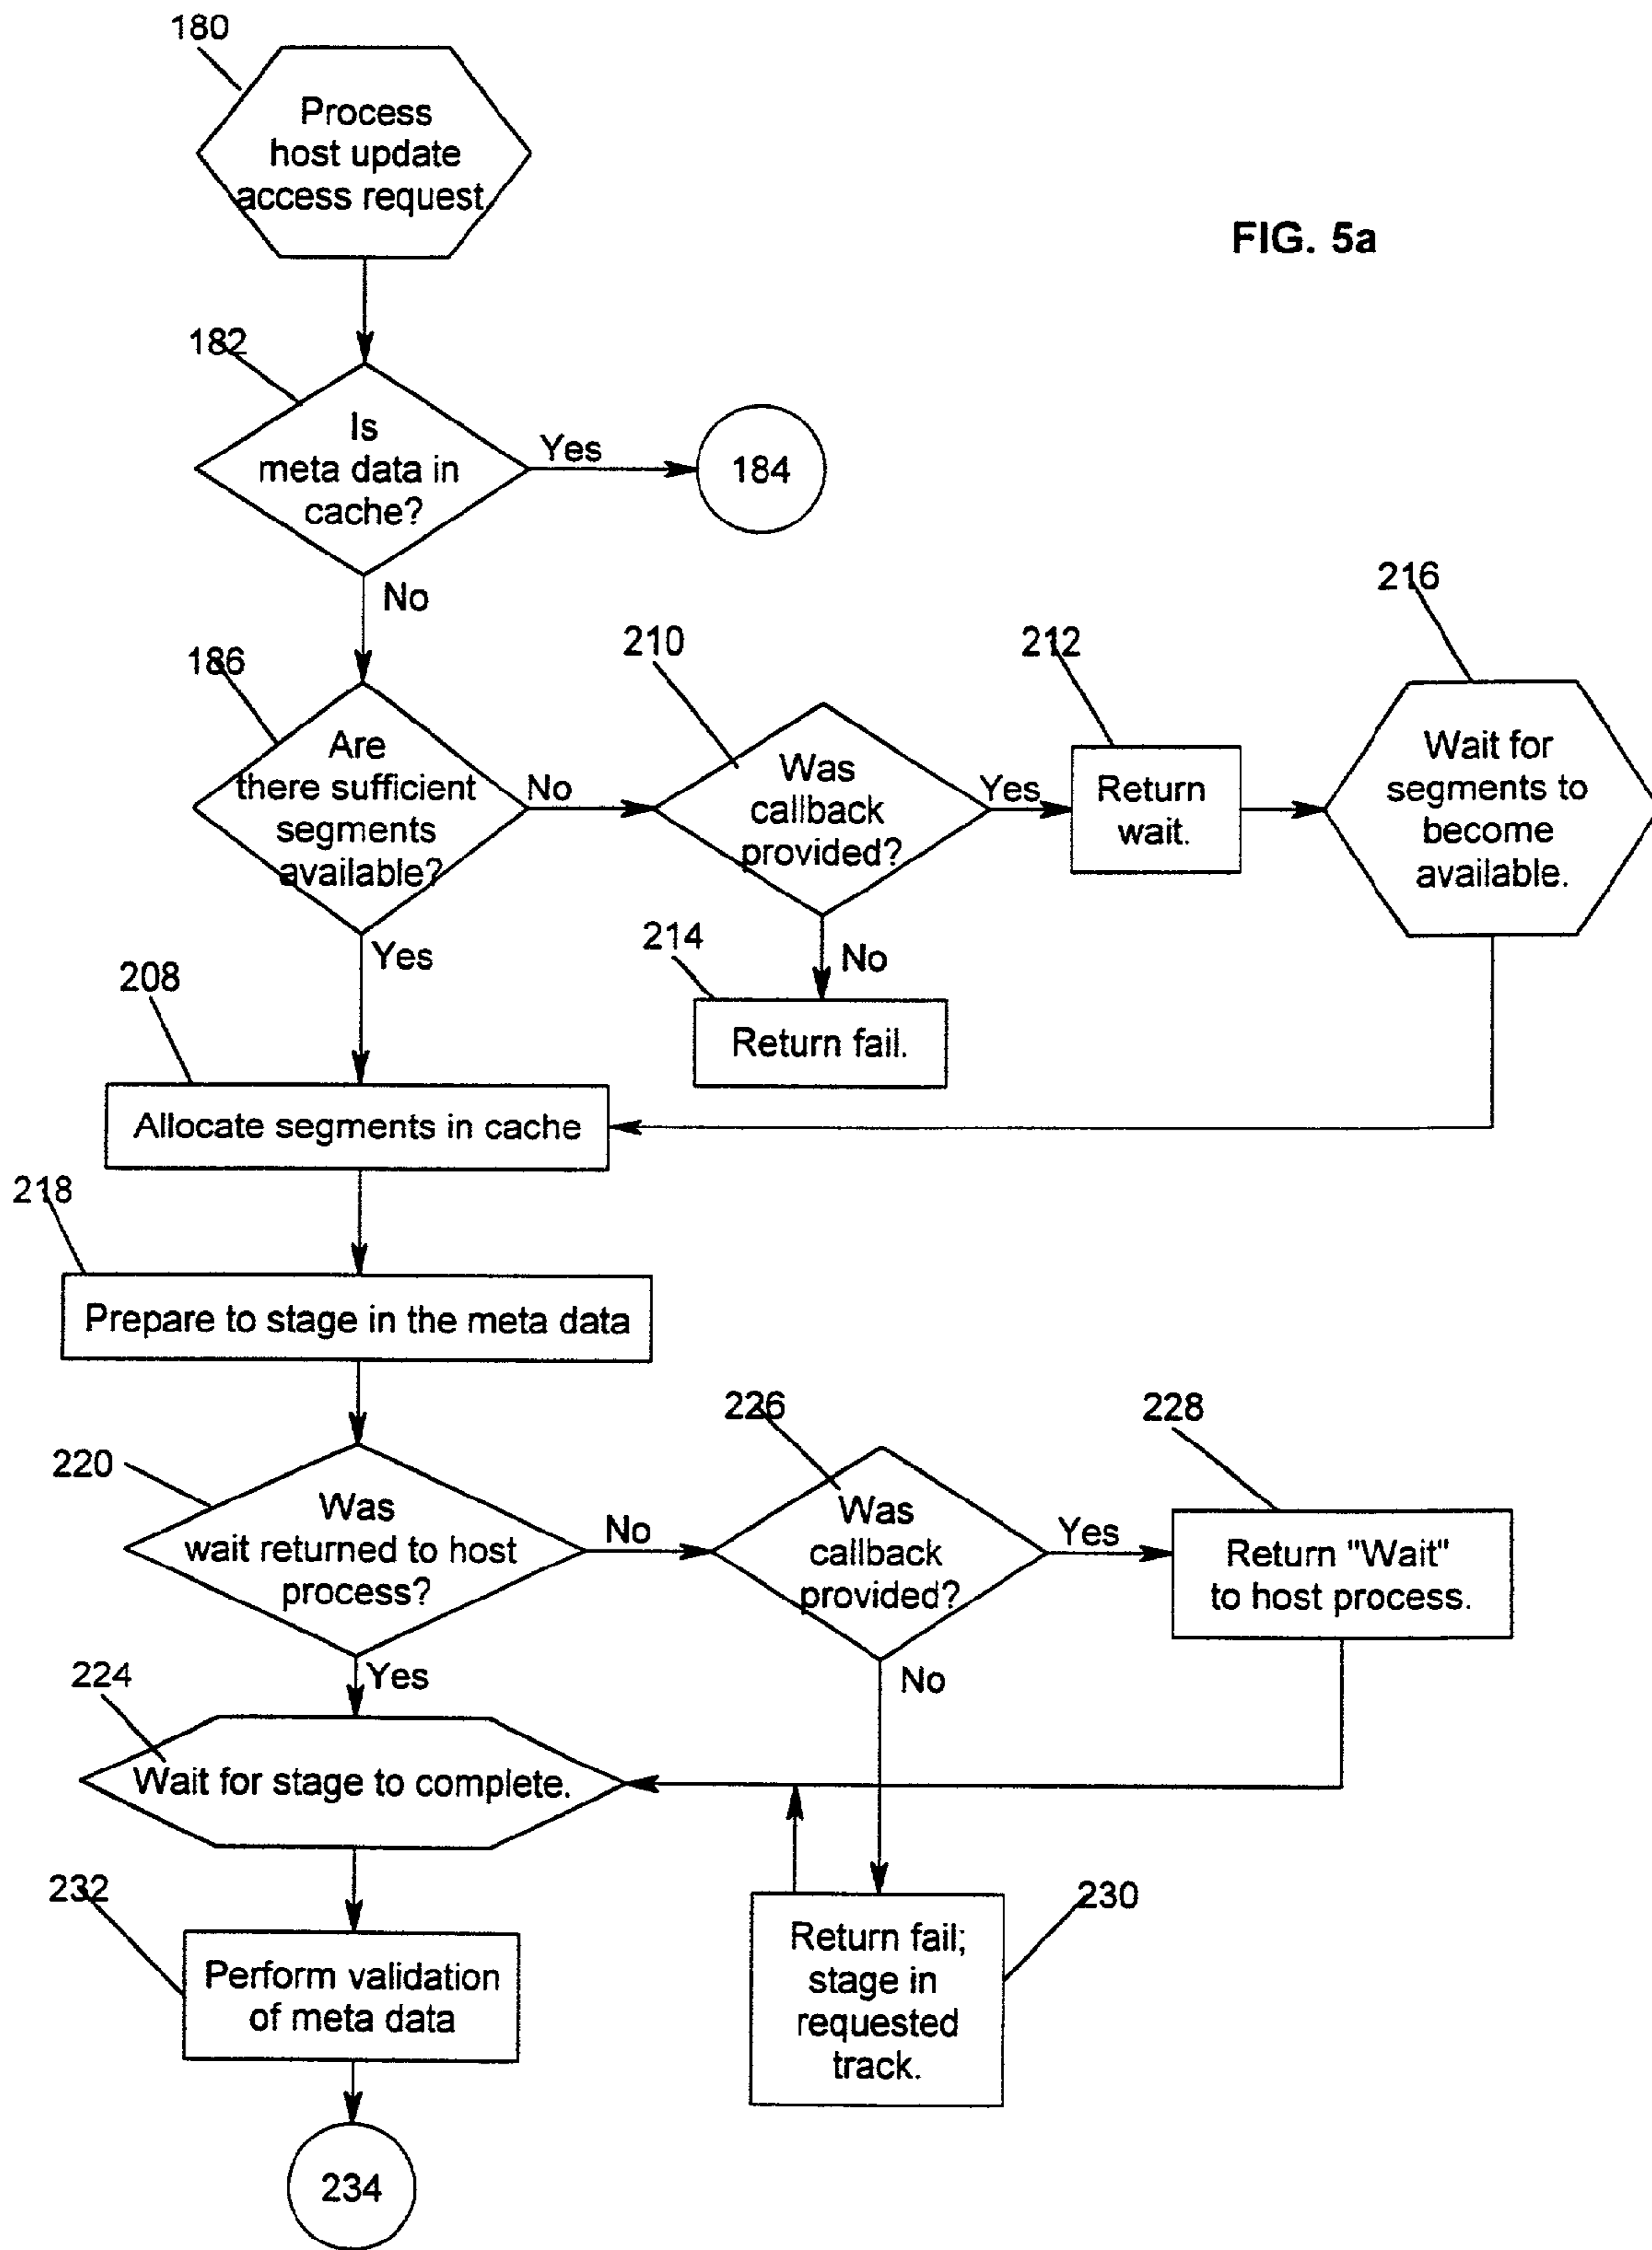 180
Process
host update
access request.
FIG. 5a
182
Is
meta data in
cache?
Yes
184
No
186
Are
there sufficient
segments
available?
No
210
Was
callback
provided?
Yes
212
Return
wait.
216
Wait for
segments to
become
available.
Yes
214
No
Return fail.
208
Allocate segments in cache
218
Prepare to stage in the meta data
220
Was
wait returned to host
process?
No
226
Was
callback
provided?
Yes
228
Return "Wait"
to host process.
Yes
No
224
Wait for stage to complete.
232
Perform validation
of meta data
230
Return fail;
stage in
requested
track.
234